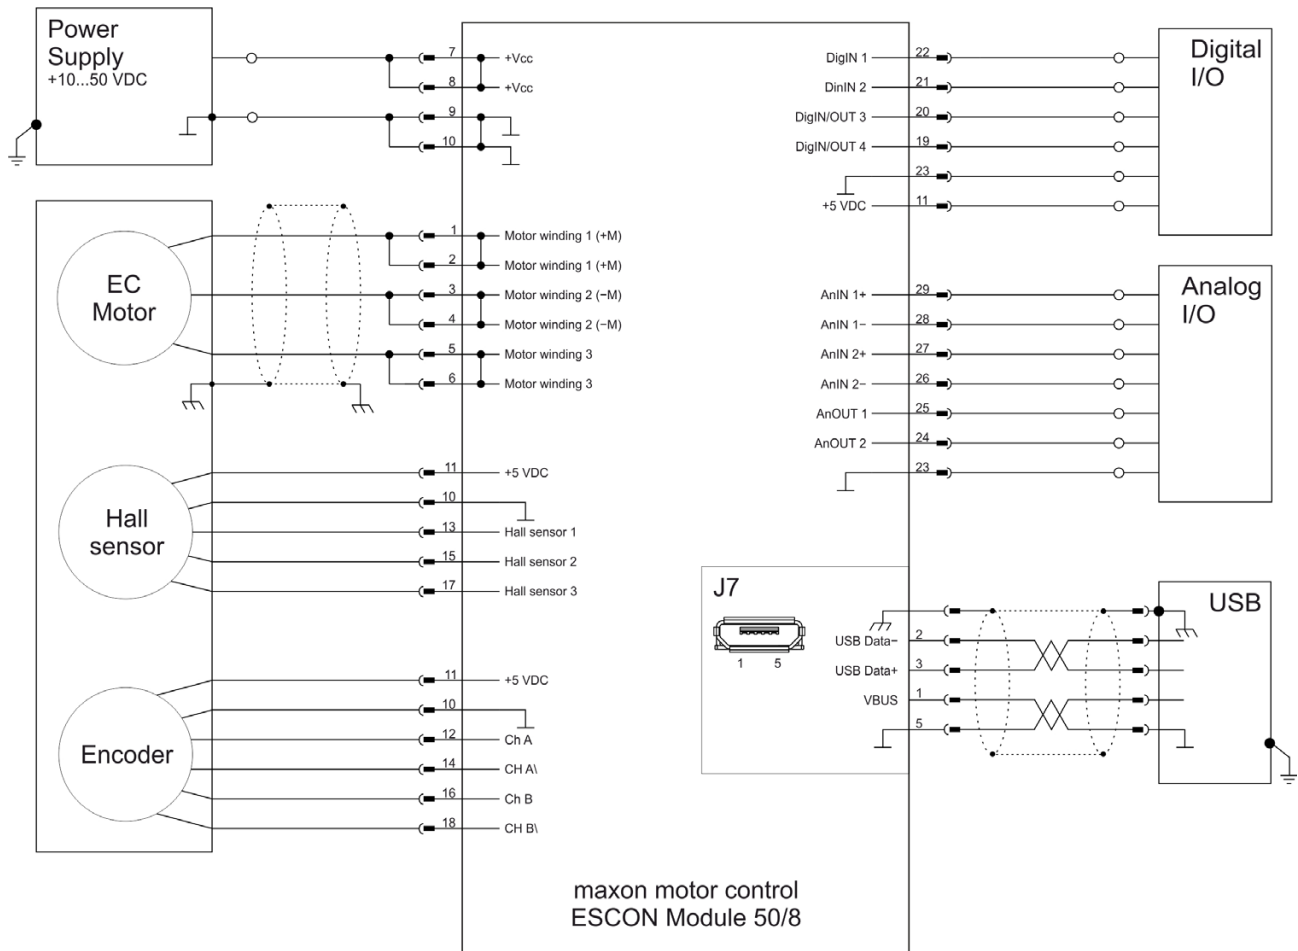 Power
Supply
+10...50 VDC
7 +Vcc
8 +Vcc
9
10
EC
Motor
1 Motor winding 1 (+M)
2 Motor winding 1 (+M)
3 Motor winding 2 (−M)
4 Motor winding 2 (−M)
5 Motor winding 3
6 Motor winding 3
Hall
sensor
11 +5 VDC
10
13 Hall sensor 1
15 Hall sensor 2
17 Hall sensor 3
Encoder
11 +5 VDC
10
12 Ch A
14 CH A\
16 Ch B
18 CH B\
Digital
I/O
DigIN 1 22
DinIN 2 21
DigIN/OUT 3 20
DigIN/OUT 4 19
23
+5 VDC 11
Analog
I/O
AnIN 1+ 29
AnIN 1− 28
AnIN 2+ 27
AnIN 2− 26
AnOUT 1 25
AnOUT 2 24
23
J7
1 5
USB
USB Data− 2
USB Data+ 3
VBUS 1
5
maxon motor control
ESCON Module 50/8